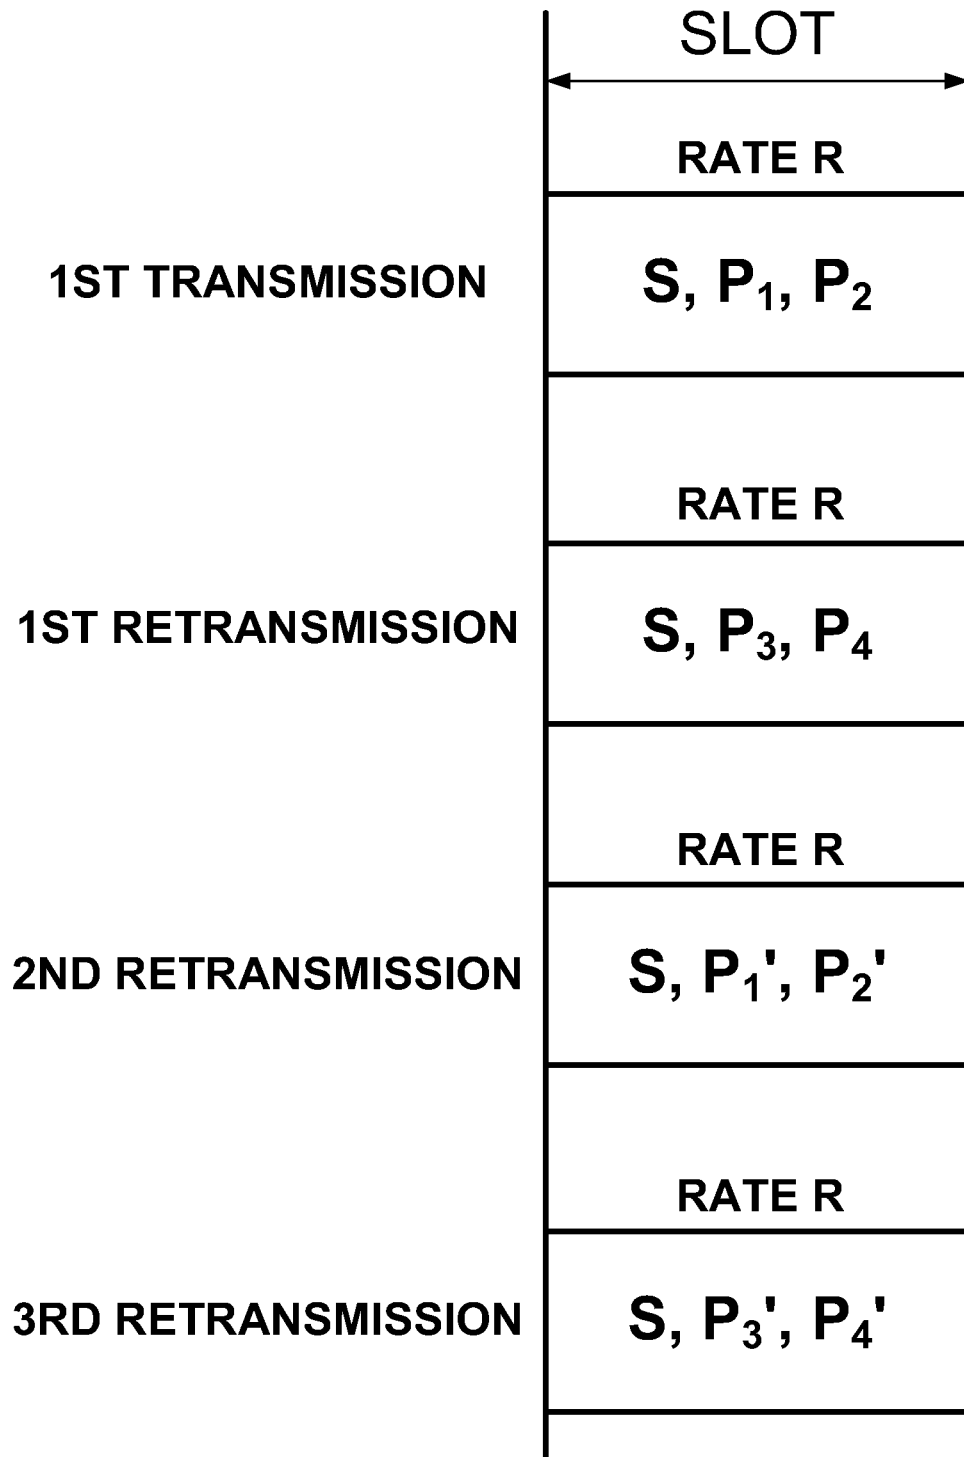 SLOT
RATE R
1ST TRANSMISSION S, P₁, P₂
RATE R
1ST RETRANSMISSION S, P₃, P₄
RATE R
2ND RETRANSMISSION S, P₁', P₂'
RATE R
3RD RETRANSMISSION S, P₃', P₄'